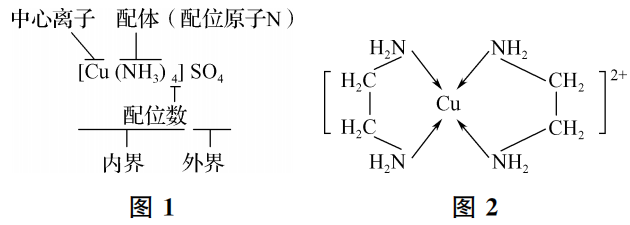 中心离子 配体（配位原子N）
[Cu (NH3) 4] SO4
配位数
内界 外界
图 1
H2N NH2
H2C CH2 2+
Cu
H2C CH2
H2N NH2
图 2